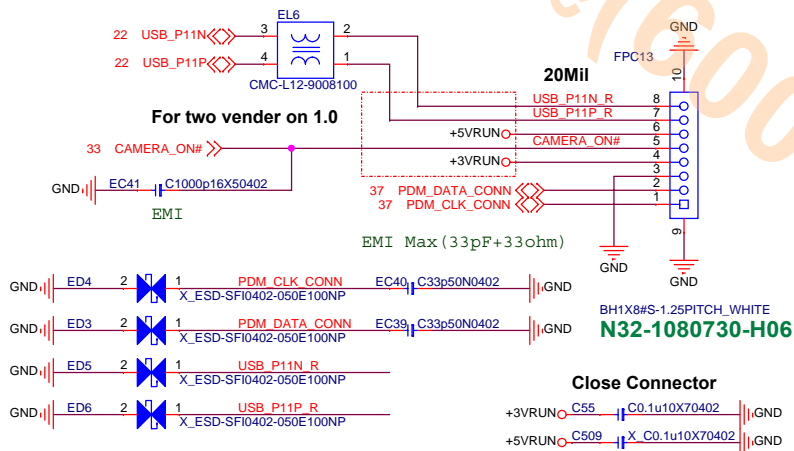 EL6
GND
22 USB_P11N 3 2
FPC13
22 USB_P11P 4 1
10
CMC-L12-9008100
20Mil
USB_P11N_R 8
For two vender on 1.0
USB_P11P_R 7
+5VRUN 6
33 CAMERA_ON#
CAMERA_ON# 5
+3VRUN 4
3
GND EC41 C1000p16X50402
37 PDM_DATA_CONN 2
37 PDM_CLK_CONN 1
EMI
9
EMI Max(33pF+33ohm)
GND
GND
GND ED4 2 1 PDM_CLK_CONN EC40 C33p50N0402 GND
X_ESD-SFI0402-050E100NP
BH1X8#S-1.25PITCH_WHITE
GND ED3 2 1 PDM_DATA_CONN EC39 C33p50N0402 GND
X_ESD-SFI0402-050E100NP
N32-1080730-H06
GND ED5 2 1 USB_P11N_R
X_ESD-SFI0402-050E100NP
Close Connector
GND ED6 2 1 USB_P11P_R
X_ESD-SFI0402-050E100NP
+3VRUN C55 C0.1u10X70402 GND
+5VRUN C509 X_C0.1u10X70402 GND